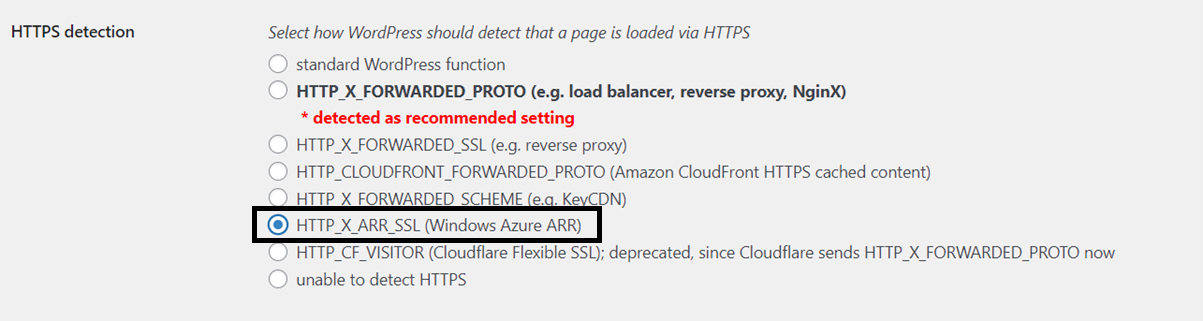 HTTPS detection
Select how WordPress should detect that a page is loaded via HTTPS
standard WordPress function
HTTP_X_FORWARDED_PROTO (e.g. load balancer, reverse proxy, NginX)
* detected as recommended setting
HTTP_X_FORWARDED_SSL (e.g. reverse proxy)
HTTP_CLOUDFRONT_FORWARDED_PROTO (Amazon CloudFront HTTPS cached content)
HTTP_X_FORWARDED_SCHEME (e.g. KeyCDN)
HTTP_X_ARR_SSL (Windows Azure ARR)
HTTP_CF_VISITOR (Cloudflare Flexible SSL); deprecated, since Cloudflare sends HTTP_X_FORWARDED_PROTO now
unable to detect HTTPS